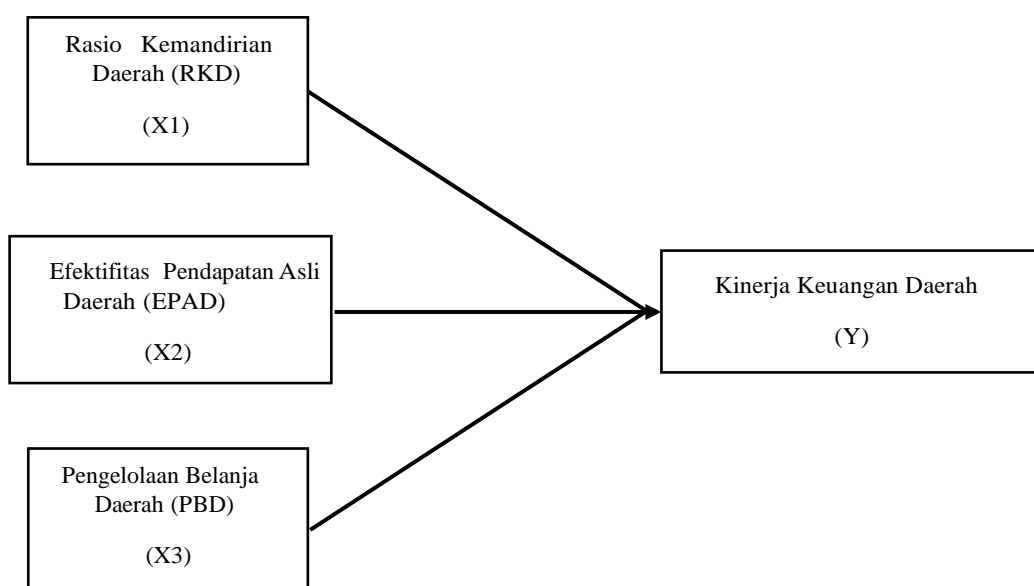 Rasio Kemandirian
Daerah (RKD)
(X1)
Efektifitas Pendapatan Asli
Daerah (EPAD)
(X2)
Kinerja Keuangan Daerah
(Y)
Pengelolaan Belanja
Daerah (PBD)
(X3)